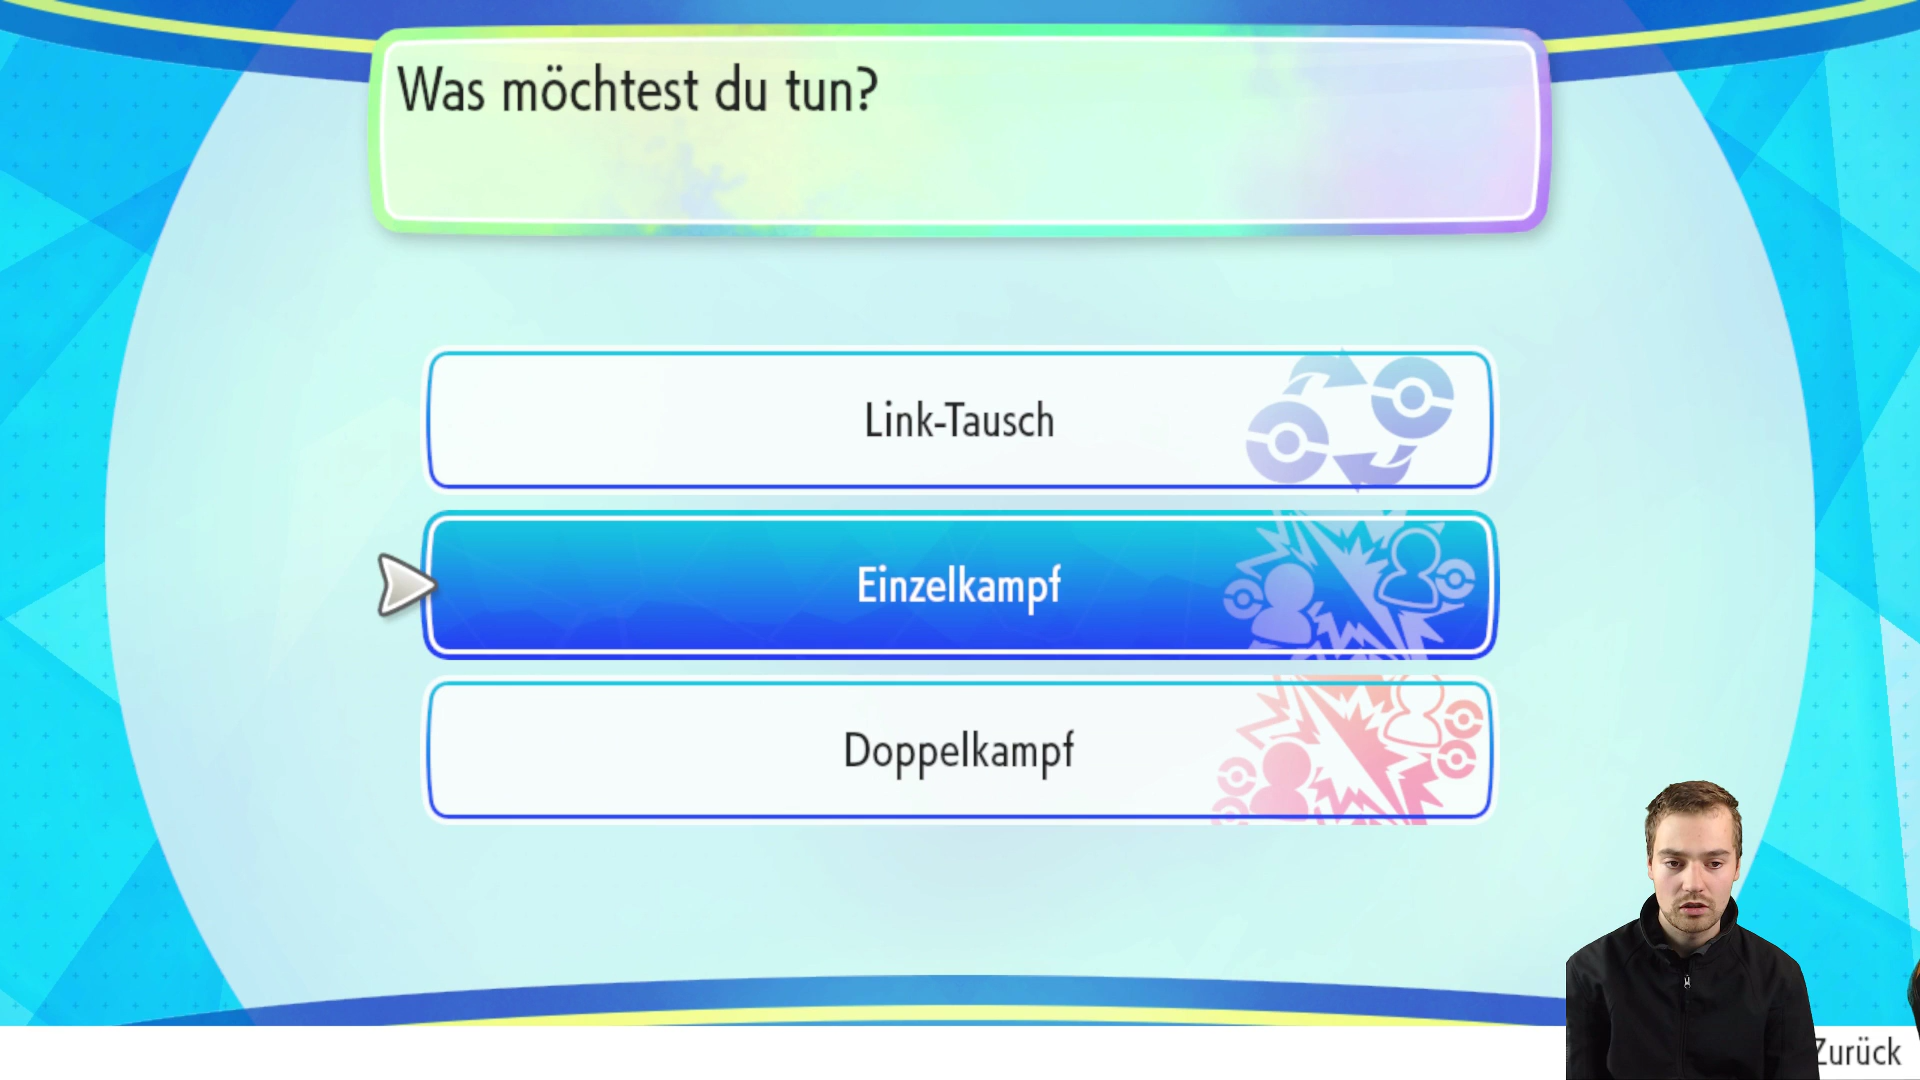 Was möchtest du tun?
Link-Tausch
Einzelkampf
Doppelkampf
Zurück